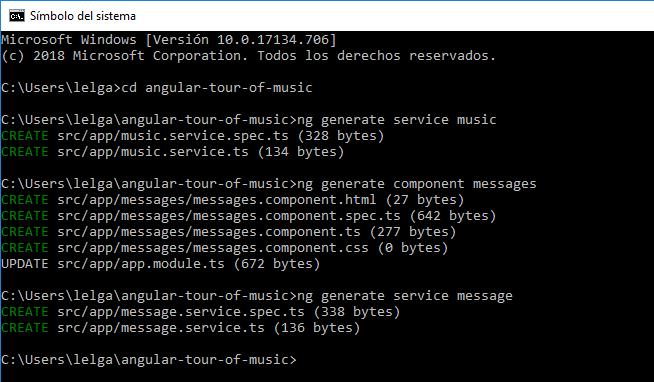 Símbolo del sistema
Microsoft Windows [Versión 10.0.17134.706]
(c) 2018 Microsoft Corporation. Todos los derechos reservados.
C:\Users\lelga>cd angular-tour-of-music
C:\Users\lelga\angular-tour-of-music>ng generate service music
CREATE src/app/music.service.spec.ts (328 bytes)
CREATE src/app/music.service.ts (134 bytes)
C:\Users\lelga\angular-tour-of-music>ng generate component messages
CREATE src/app/messages/messages.component.html (27 bytes)
CREATE src/app/messages/messages.component.spec.ts (642 bytes)
CREATE src/app/messages/messages.component.ts (277 bytes)
CREATE src/app/messages/messages.component.css (0 bytes)
UPDATE src/app/app.module.ts (672 bytes)
C:\Users\lelga\angular-tour-of-music>ng generate service message
CREATE src/app/message.service.spec.ts (338 bytes)
CREATE src/app/message.service.ts (136 bytes)
C:\Users\lelga\angular-tour-of-music>